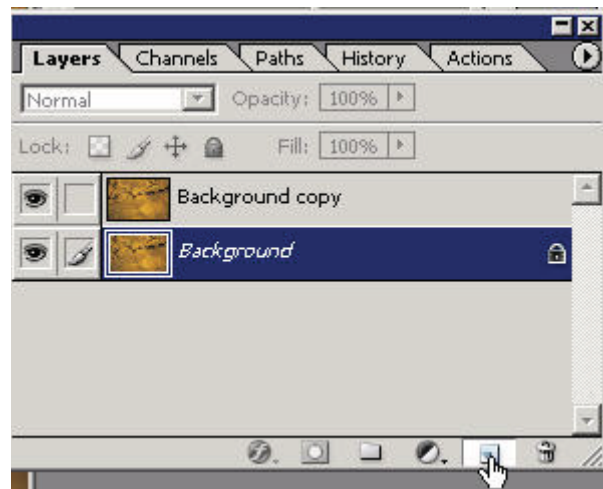 Layers Channels Paths History Actions
Normal Opacity: 100%
Lock: Fill: 100%
Background copy
Background